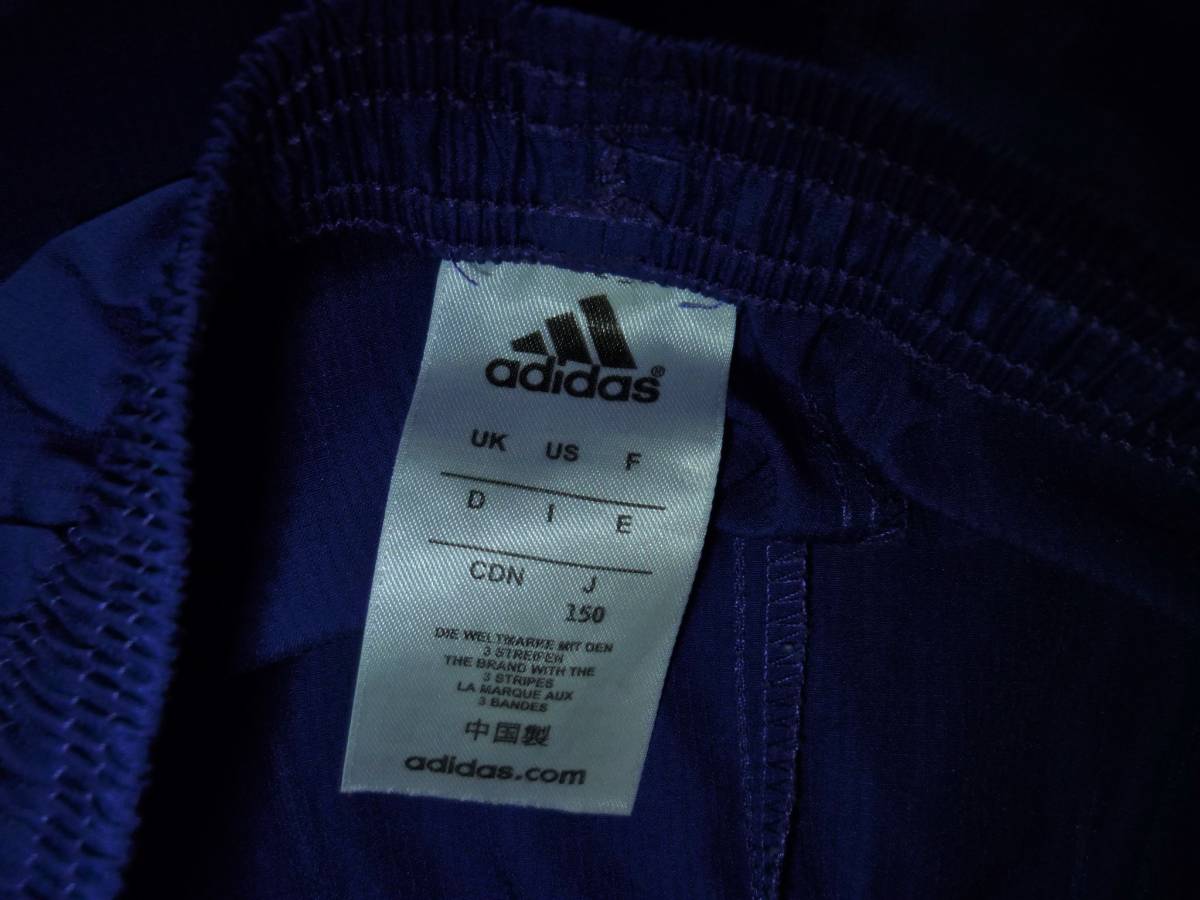 adidas®
UK US F
D I E
CDN J
150
DIE WELTMARKE MIT DEN
3 STREIFEN
THE BRAND WITH THE
3 STRIPES
LA MARQUE AUX
3 BANDES
中国製
adidas.com